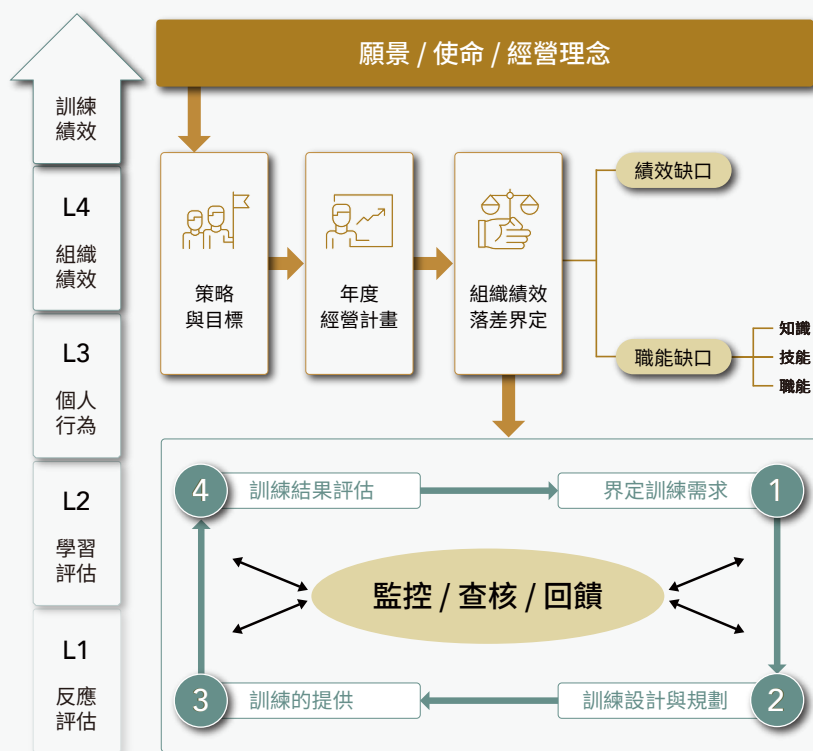 願景 / 使命 / 經營理念
訓練
績效
L4
組織
績效
L3
個人
行為
L2
學習
評估
L1
反應
評估
策略
與目標
年度
經營計畫
組織績效
落差界定
績效缺口
職能缺口
知識
技能
職能
4
訓練結果評估
界定訓練需求
1
監控 / 查核 / 回饋
3
訓練的提供
訓練設計與規劃
2